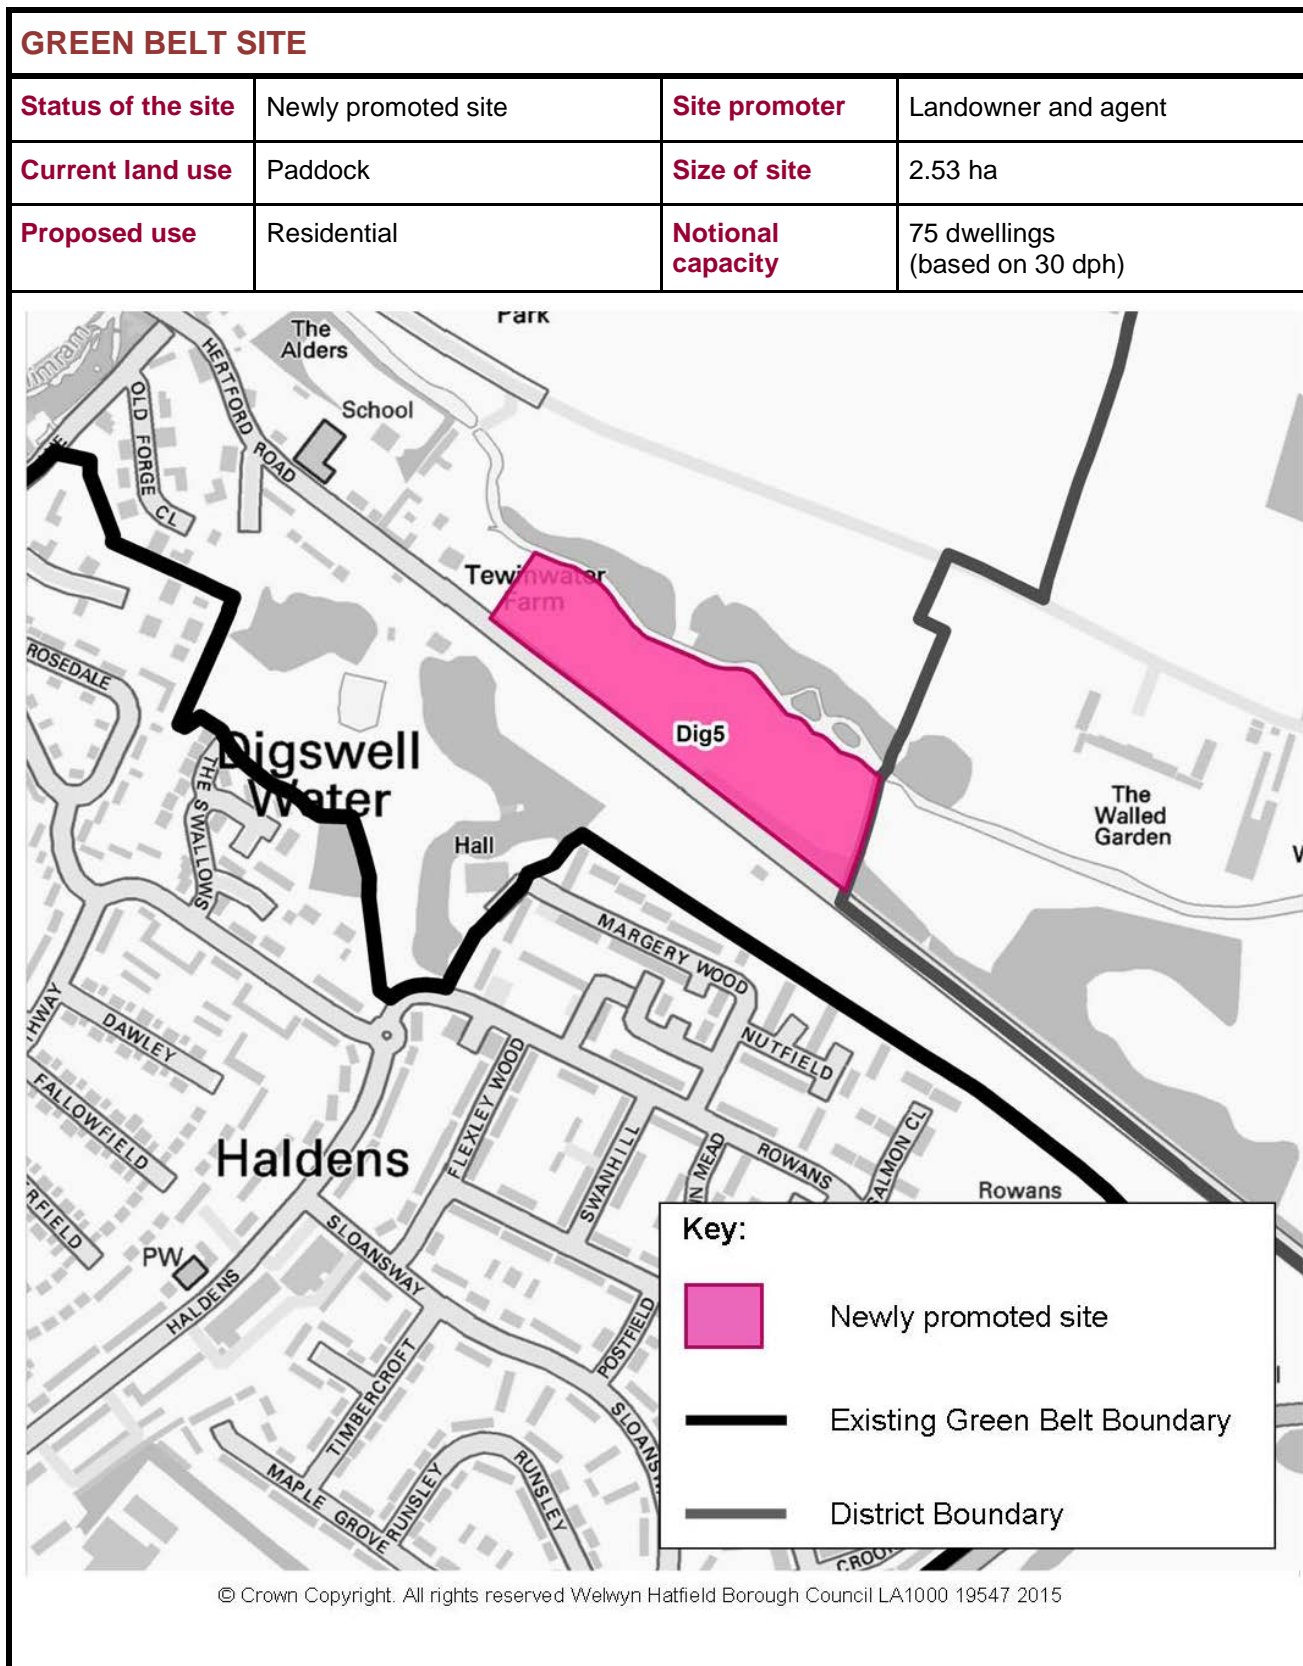 GREEN BELT SITE
Status of the site Newly promoted site Site promoter Landowner and agent
Current land use Paddock Size of site 2.53 ha
Proposed use Residential Notional capacity 75 dwellings
(based on 30 dph)
Park
The
Alders
School
HERTFORD ROAD
OLD FORGE CL
Tewinwater
Farm
Dig5
ROSEDALE
THE SWALLOWS
Digswell
Water
Hall
The
Walled
Garden
MARGERY WOOD
NUTFIELD
DAWLEY
FALLOWFIELD
FLEXLEY WOOD
SWANHILL
ROWANS
SALMON CL
Rowans
Haldens
PW
HALDENS
SLOANSWAY
POSTFIELD
TIMBERCROFT
MAPLE GROVE
RUNSLEY
RUNSLEY
Key:
Newly promoted site
Existing Green Belt Boundary
District Boundary
© Crown Copyright. All rights reserved Welwyn Hatfield Borough Council LA1000 19547 2015